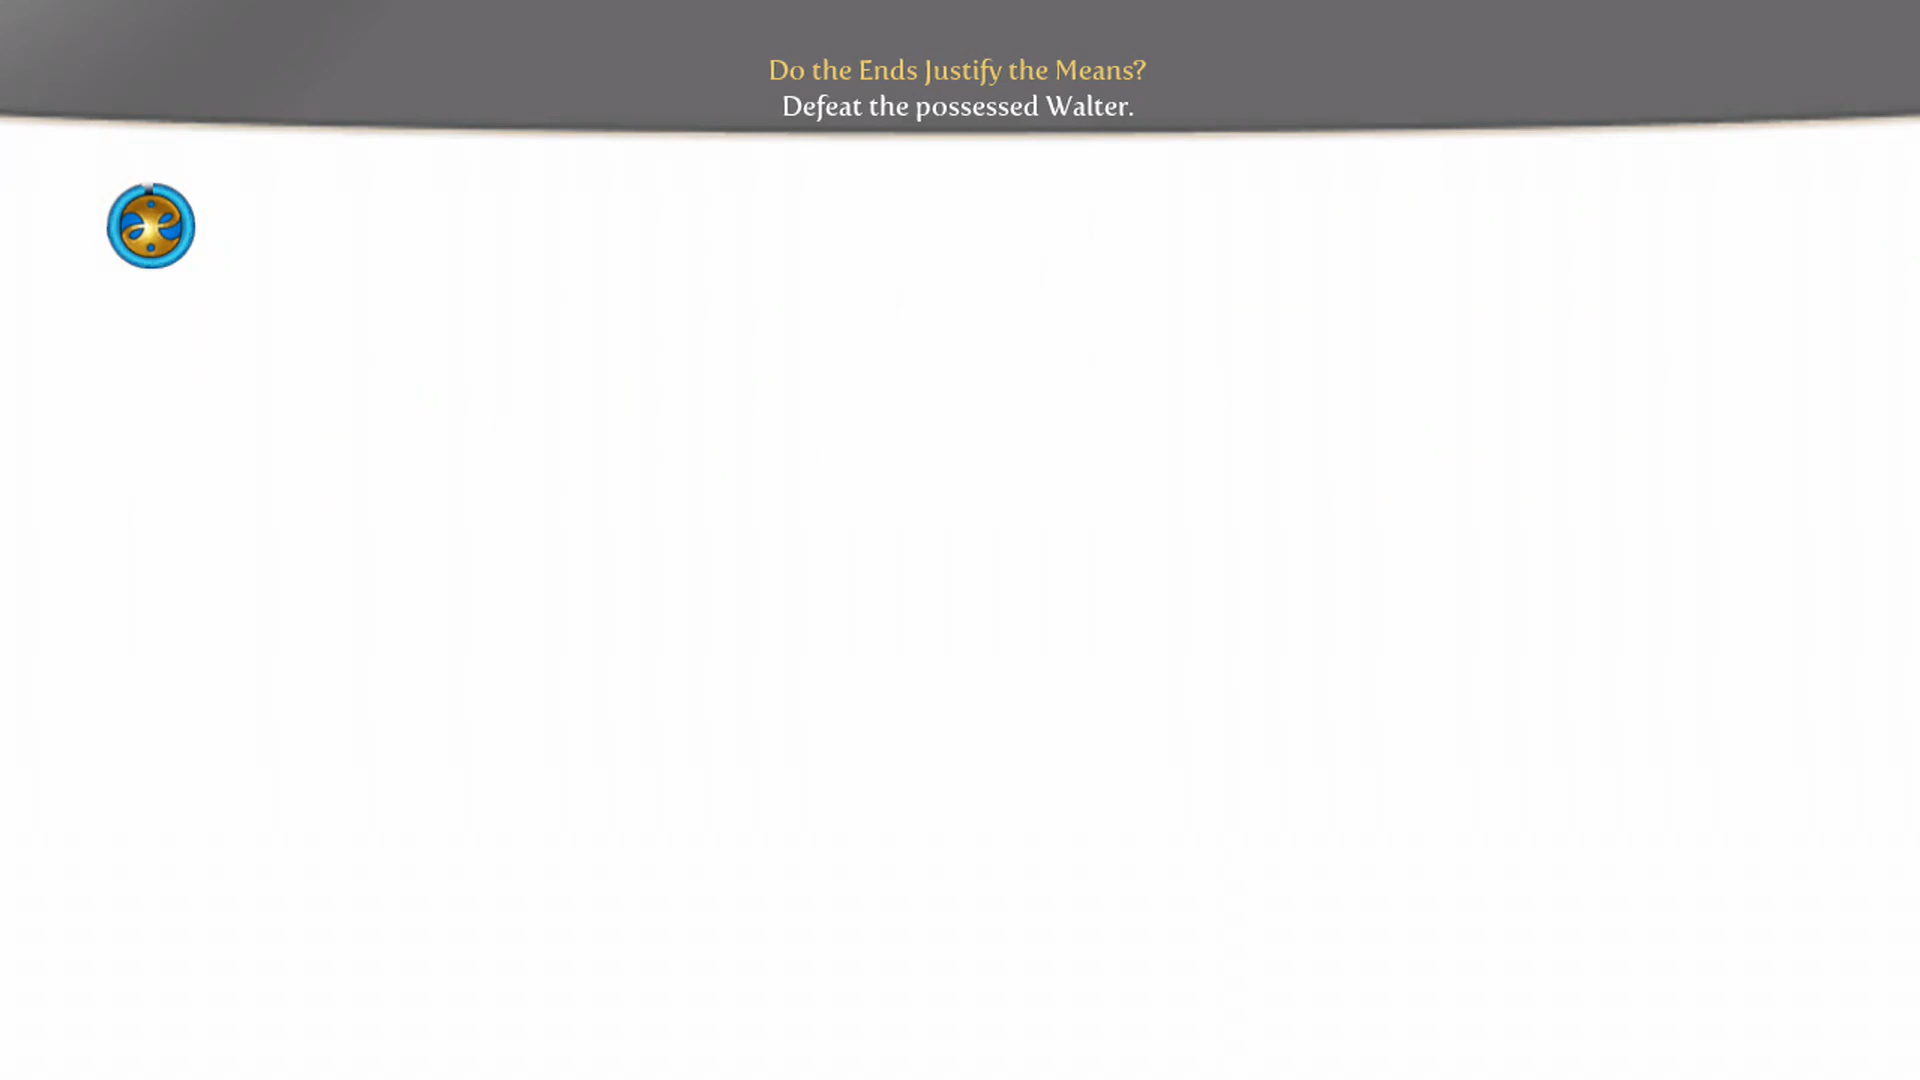 Do the Ends Justify the Means?
Defeat the possessed Walter.